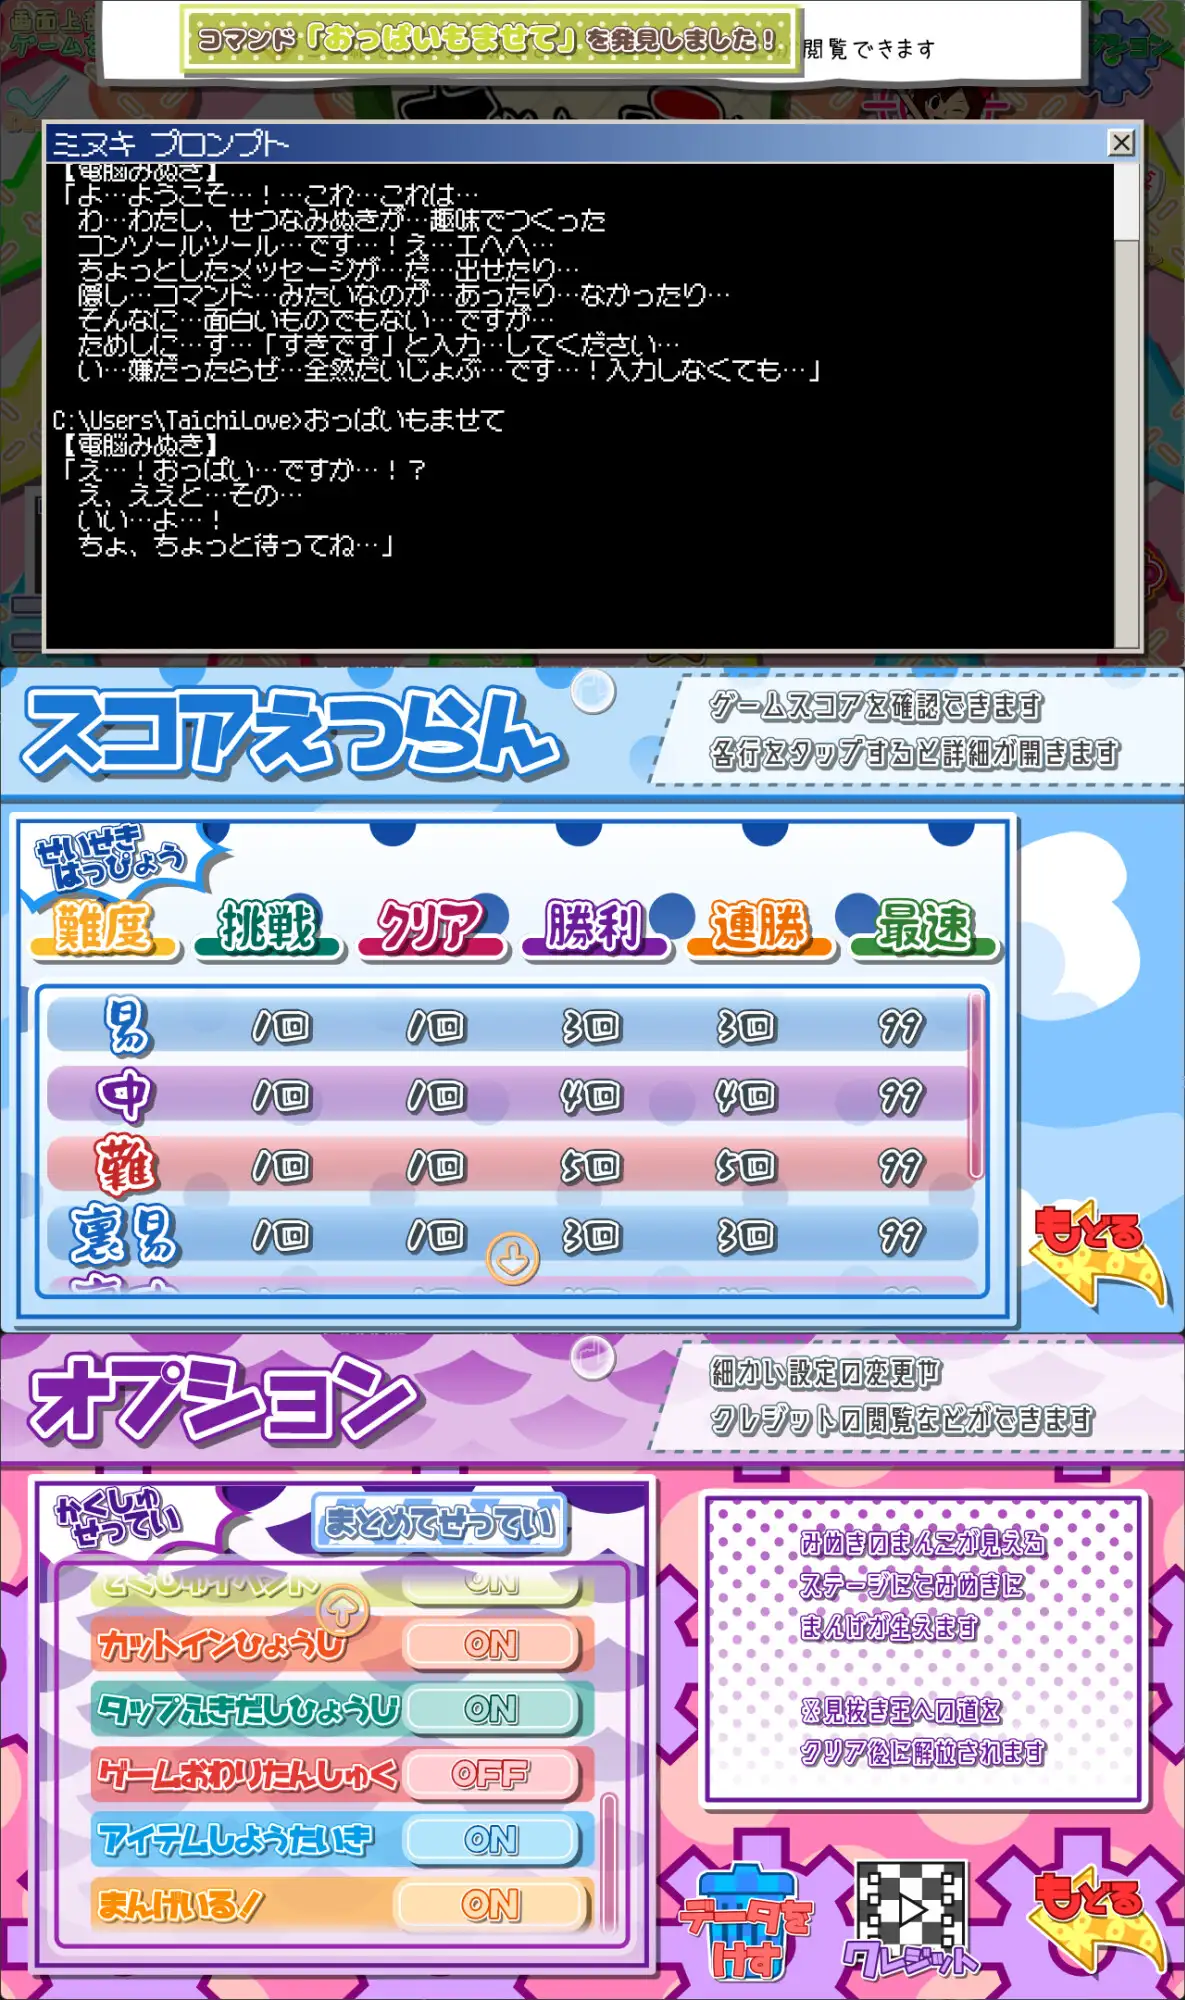 コマンド「おっぱいもませて」を発見しました！
閲覧できます
ミヌキ プロンプト
【電脳みぬき】
「よ…ようこそ…！…これ…これは…
わ…わたし、せつなみぬきが…趣味でつくった
コンソールツール…です…！え…エヘヘ…
ちょっとしたメッセージが…だ…出せたり…
隠し…コマンド…みたいなのが…あったり…なかったり…
そんなに…面白いものでもない…ですが…
ためしに…す…「すきです」と入力…してください…
い…嫌だったらぜ…全然だいじょぶ…です…！入力しなくても…」
C:\Users\TaichiLove>おっぱいもませて
【電脳みぬき】
「え…！おっぱい…ですか…！？
え、ええと…その…
いい…よ…！
ちょ、ちょっと待ってね…」
スコアえつらん
ゲームスコアを確認できます
各行をタップすると詳細が開きます
せいせき
はっぴょう
難度 挑戦 クリア 勝利 連勝 最速
易 1回 1回 3回 3回 99
中 1回 1回 4回 4回 99
難 1回 1回 5回 5回 99
裏易 1回 1回 3回 3回 99
もどる
オプション
細かい設定の変更や
クレジットの閲覧などができます
かくしゅ
せってい
まとめてせってい
ON
カットインひょうじ ON
タップふきだしひょうじ ON
ゲームおわりたんしゅく OFF
アイテムしようたいき ON
まんげいる！ ON
みぬきのまんこが見える
ステージにてみぬきに
まんげが生えます
※見抜き王への道を
クリア後に解放されます
データを
けす
クレジット
もどる